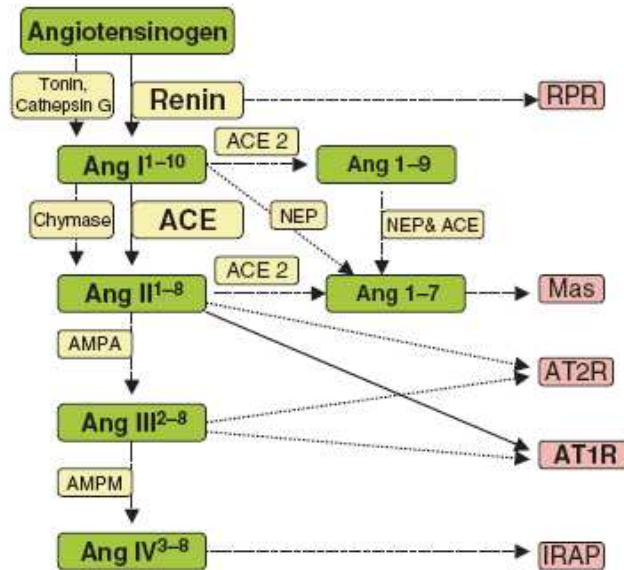 Angiotensinogen
Tonin,
Cathepsin G
Renin
RPR
ACE 2
Ang I¹⁻¹⁰
Ang 1–9
Chymase
ACE
NEP
NEP& ACE
ACE 2
Ang II¹⁻⁸
Ang 1–7
Mas
AMPA
AT2R
Ang III²⁻⁸
AT1R
AMPM
Ang IV³⁻⁸
IRAP